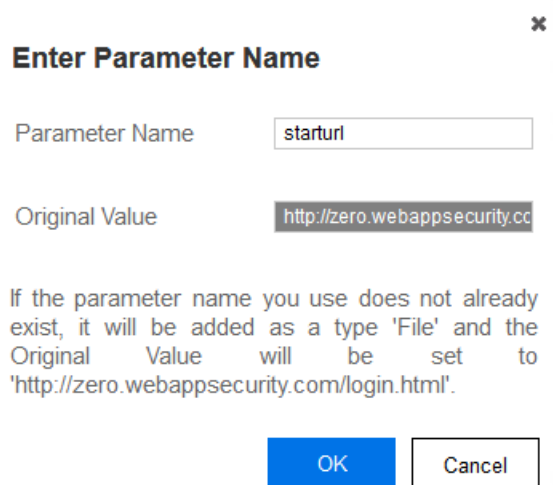 Enter Parameter Name
Parameter Name starturl
Original Value http://zero.webappsecurity.cc
If the parameter name you use does not already
exist, it will be added as a type 'File' and the
Original Value will be set to
'http://zero.webappsecurity.com/login.html'.
OK Cancel